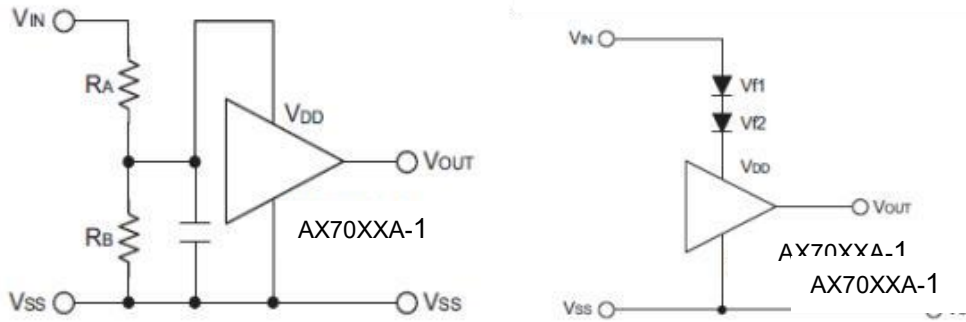 VIN
RA
VDD
VOUT
AX70XXA-1
RB
VSS
VSS
VIN
Vf1
Vf2
VDD
VOUT
AX70XXA-1
AX70XXA-1
VSS